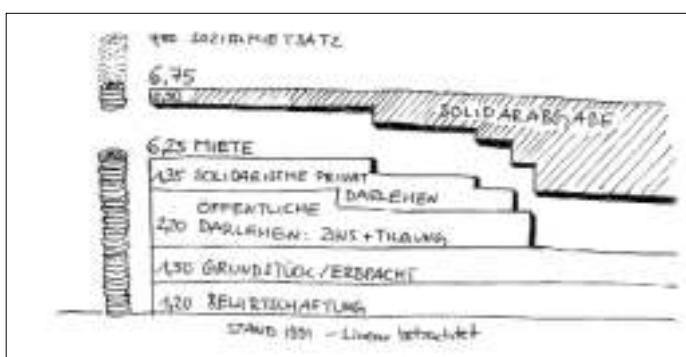 SOZIALMIETSATZ
6,75
0,50
SOLIDARABGABE
6,25 MIETE
1,35 SOLIDARISCHE PRIVAT
DARLEHEN
ÖFFENTLICHE
2,20 DARLEHEN: ZINS + TILGUNG
1,50 GRUNDSTÜCK / ERBPACHT
1,20 BEWIRTSCHAFTUNG
STAND 1991 - Linear betrachtet